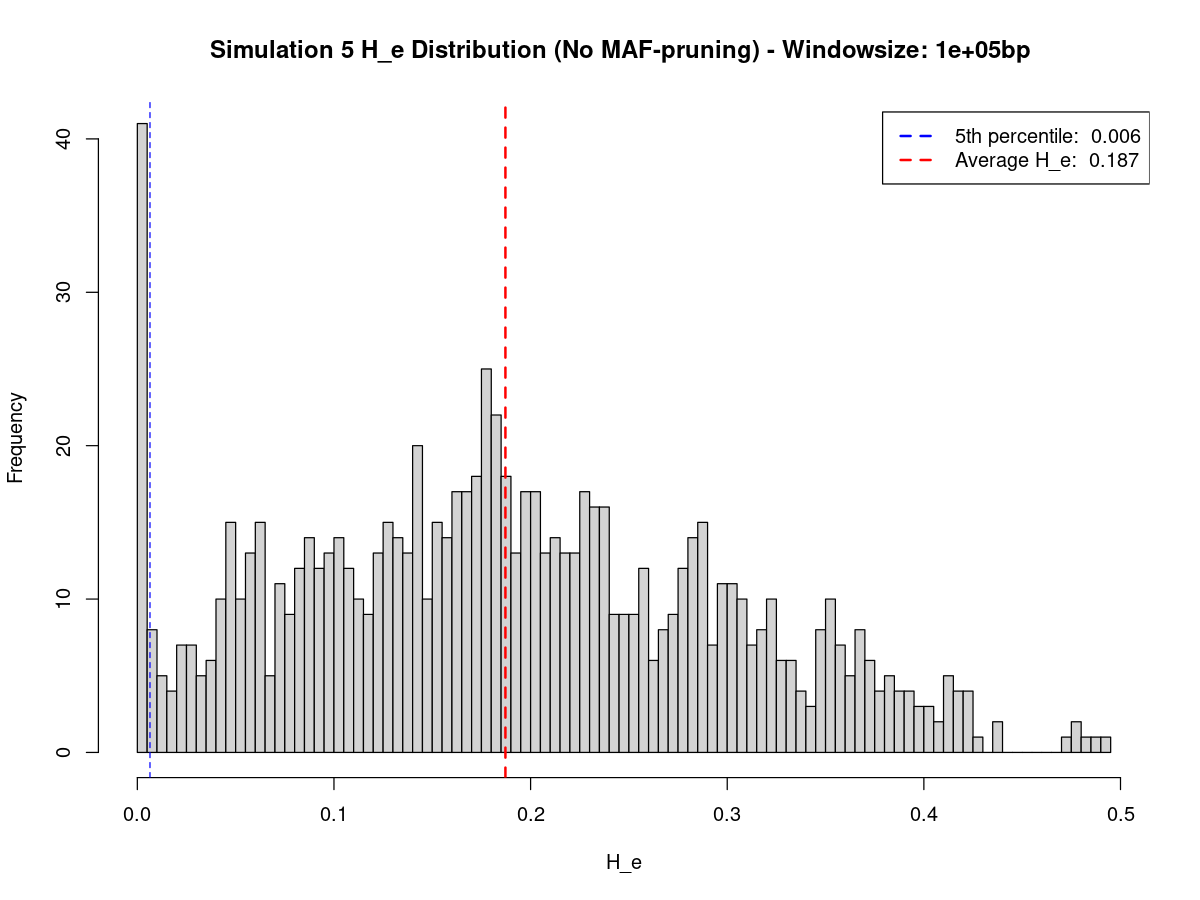 Simulation 5 H_e Distribution (No MAF-pruning) - Windowsize: 1e+05bp
5th percentile: 0.006
Average H_e: 0.187
Frequency
40
30
20
10
0
0.0 0.1 0.2 0.3 0.4 0.5
H_e